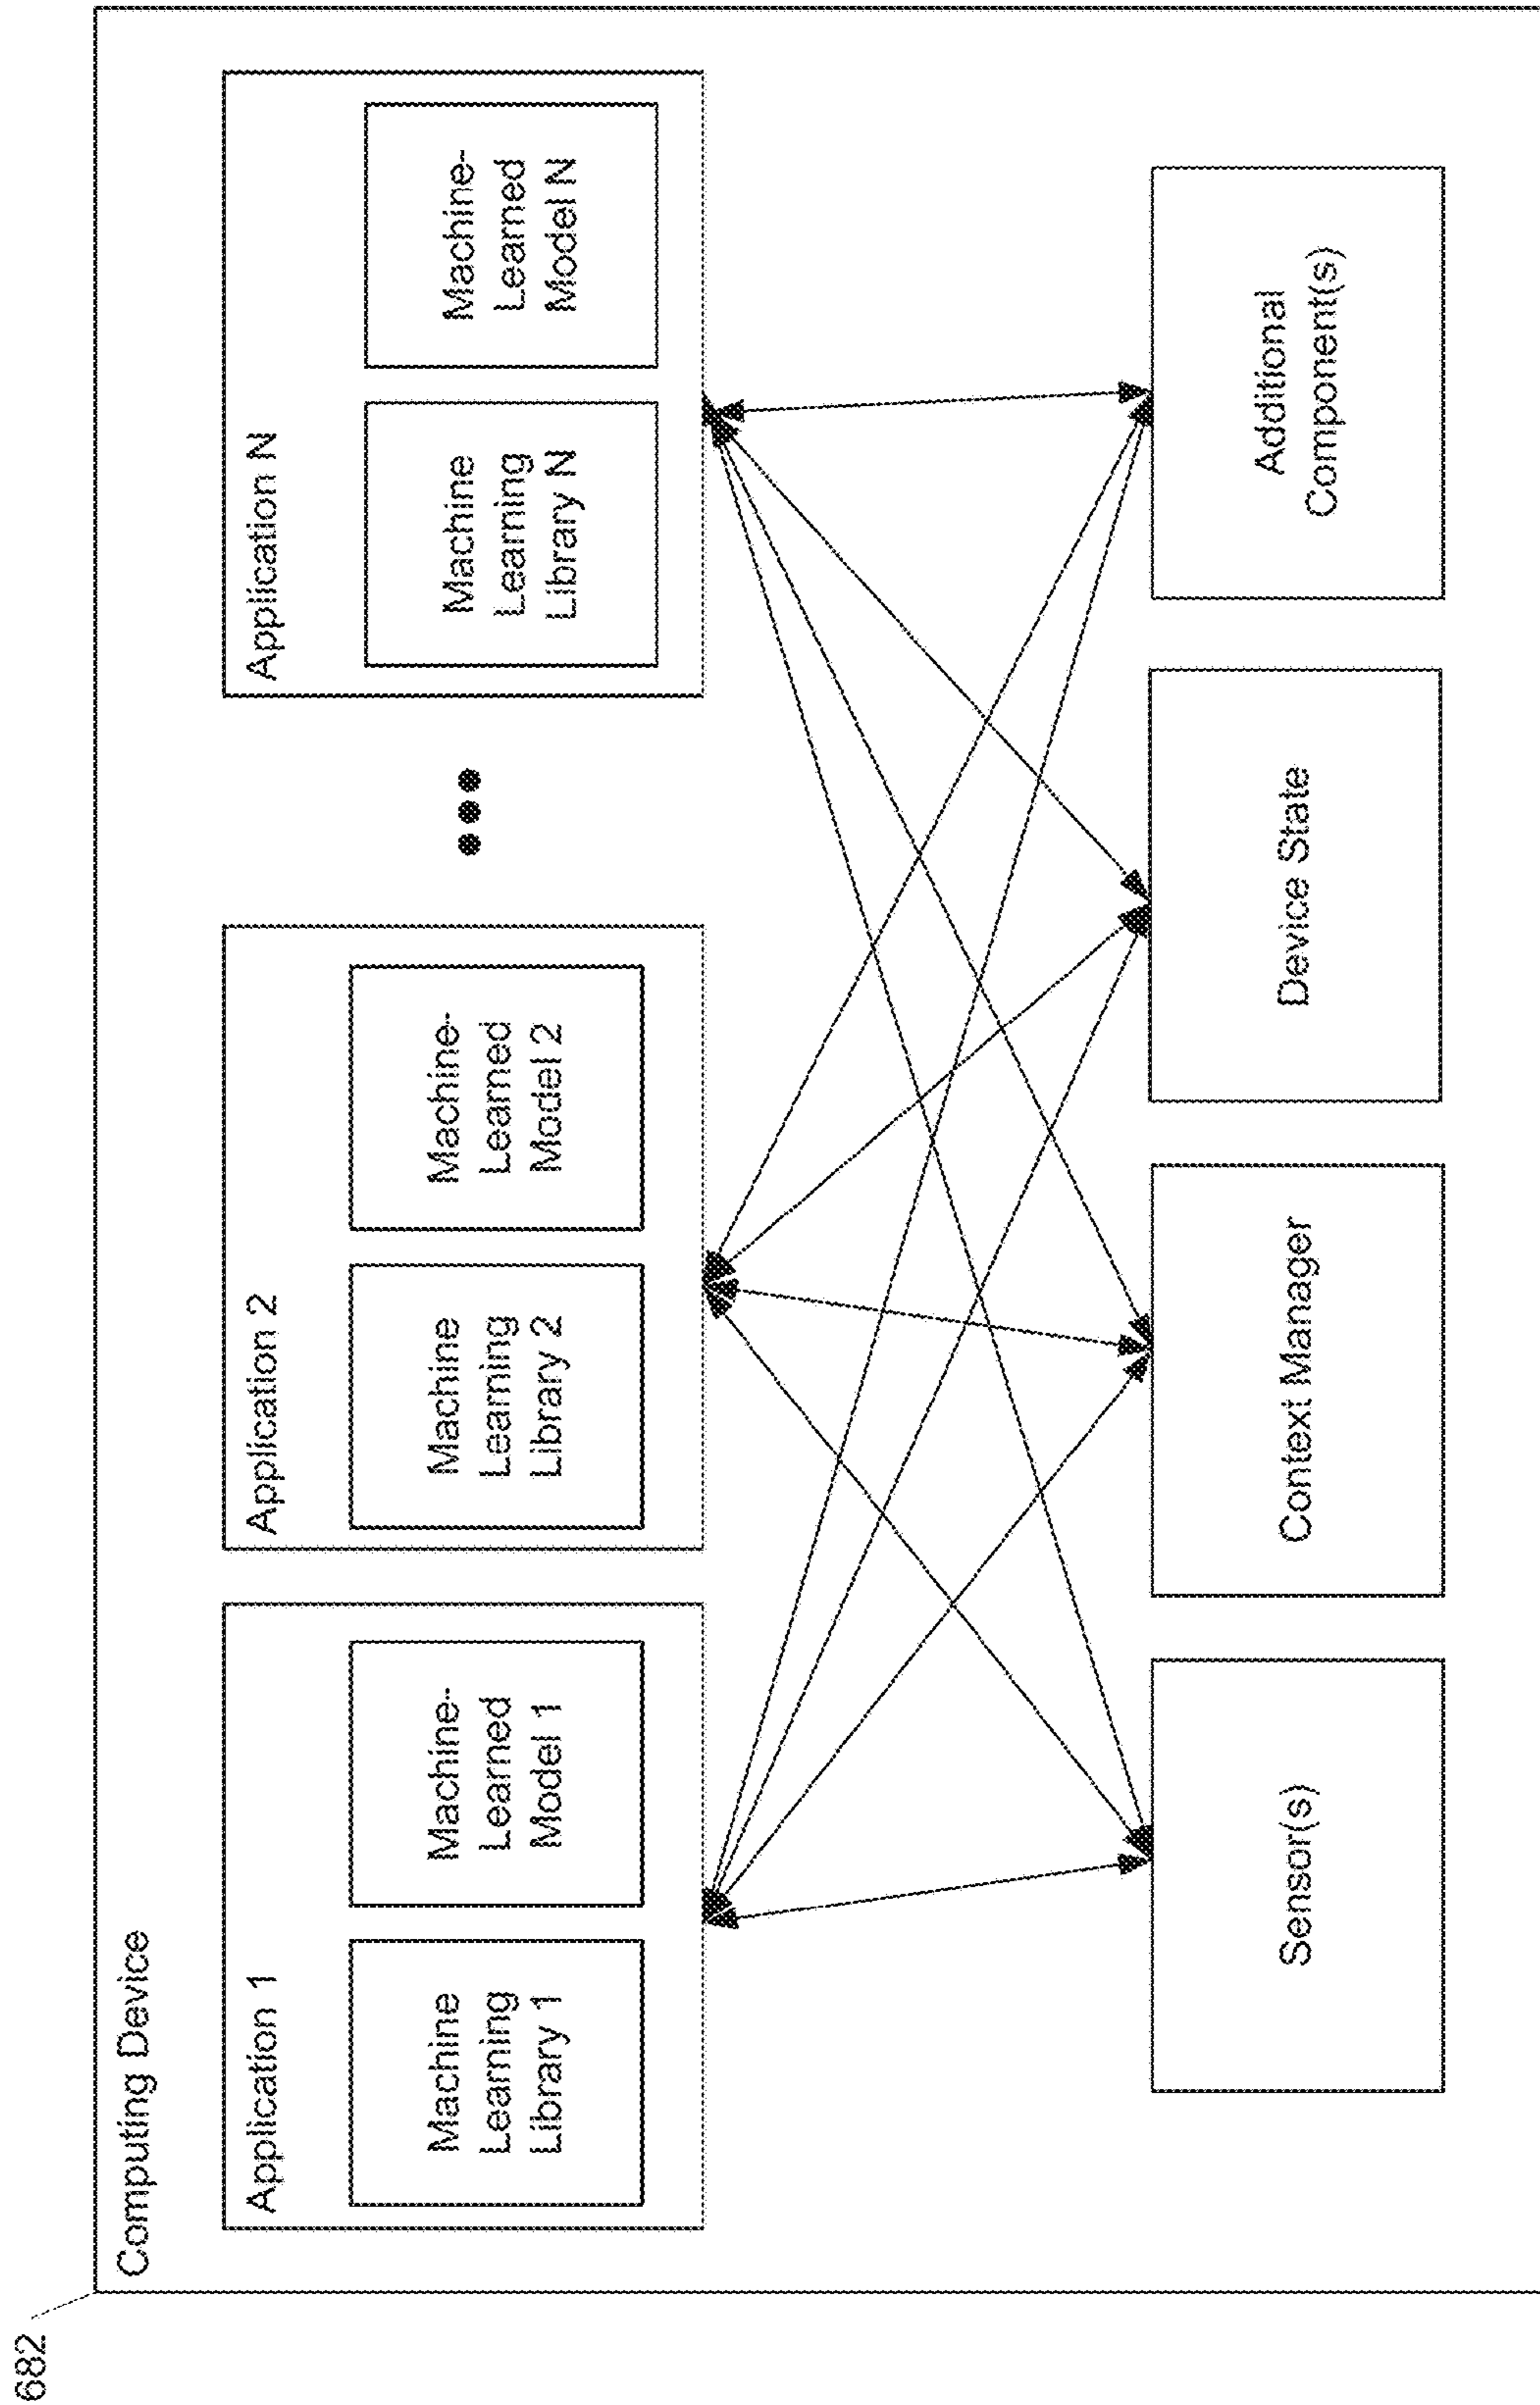 682
Computing Device
Application 1
Machine
Learning
Library 1
Machine-
Learned
Model 1
Application 2
Machine
Learning
Library 2
Machine-
Learned
Model 2
Application N
Machine
Learning
Library N
Machine-
Learned
Model N
Sensor(s)
Context Manager
Device State
Additional
Component(s)